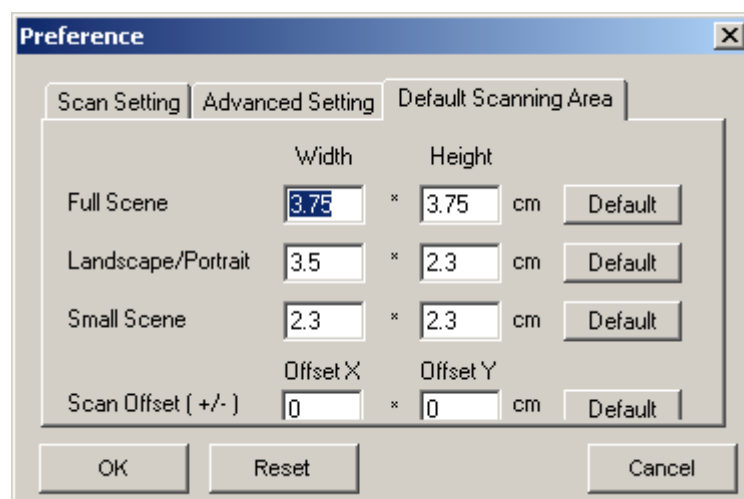 Preference
Scan Setting Advanced Setting Default Scanning Area
Width Height
Full Scene 3.75 * 3.75 cm Default
Landscape/Portrait 3.5 * 2.3 cm Default
Small Scene 2.3 * 2.3 cm Default
Offset X Offset Y
Scan Offset ( +/- ) 0 * 0 cm Default
OK Reset Cancel